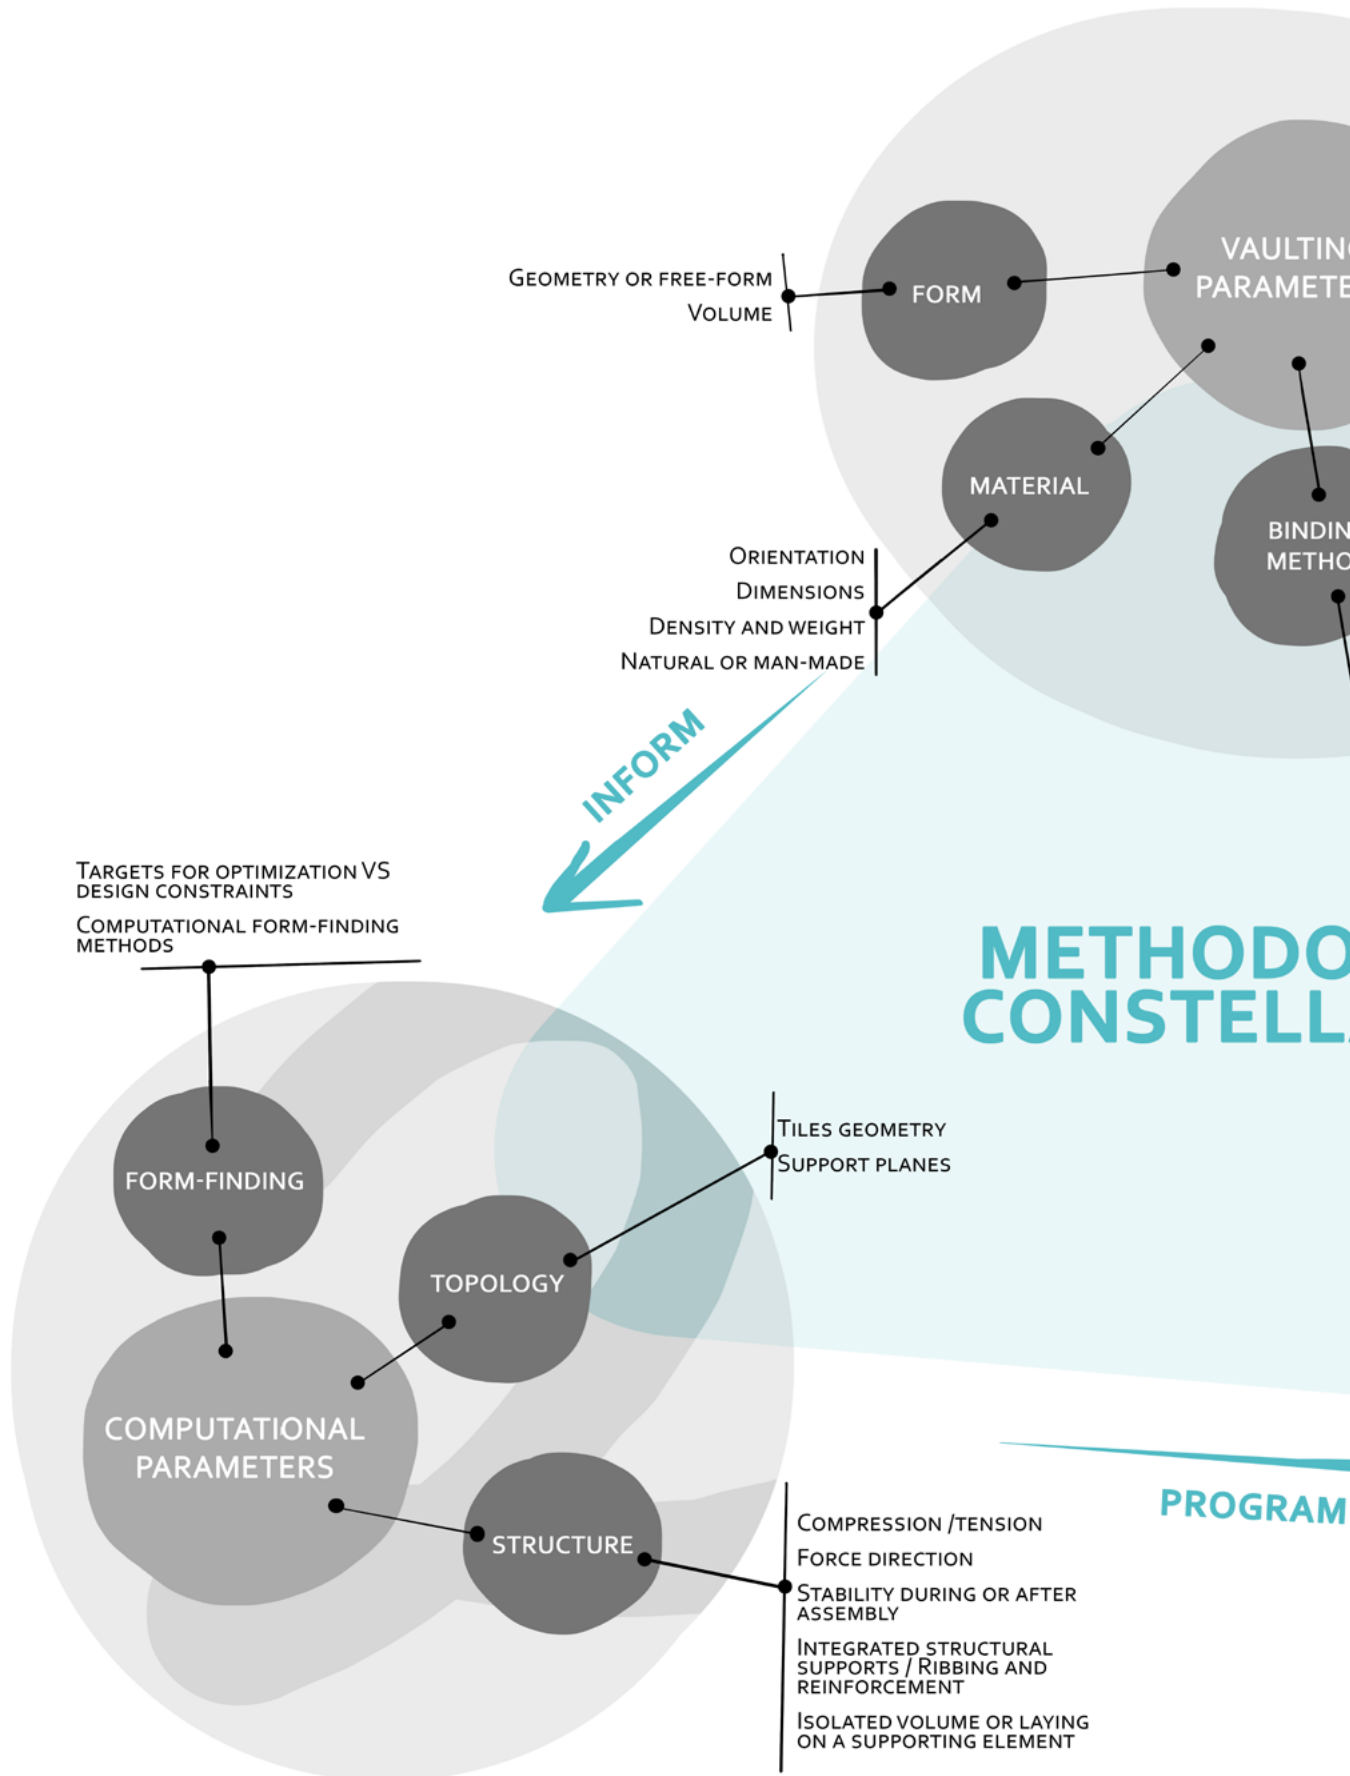 VAULTING
PARAMETE
GEOMETRY OR FREE-FORM
VOLUME
FORM
MATERIAL
BINDIN
METHO
ORIENTATION
DIMENSIONS
DENSITY AND WEIGHT
NATURAL OR MAN-MADE
INFORM
TARGETS FOR OPTIMIZATION VS
DESIGN CONSTRAINTS
COMPUTATIONAL FORM-FINDING
METHODS
METHODO
CONSTELL
TILES GEOMETRY
SUPPORT PLANES
FORM-FINDING
TOPOLOGY
COMPUTATIONAL
PARAMETERS
STRUCTURE
PROGRAM
COMPRESSION /TENSION
FORCE DIRECTION
STABILITY DURING OR AFTER
ASSEMBLY
INTEGRATED STRUCTURAL
SUPPORTS / RIBBING AND
REINFORCEMENT
ISOLATED VOLUME OR LAYING
ON A SUPPORTING ELEMENT